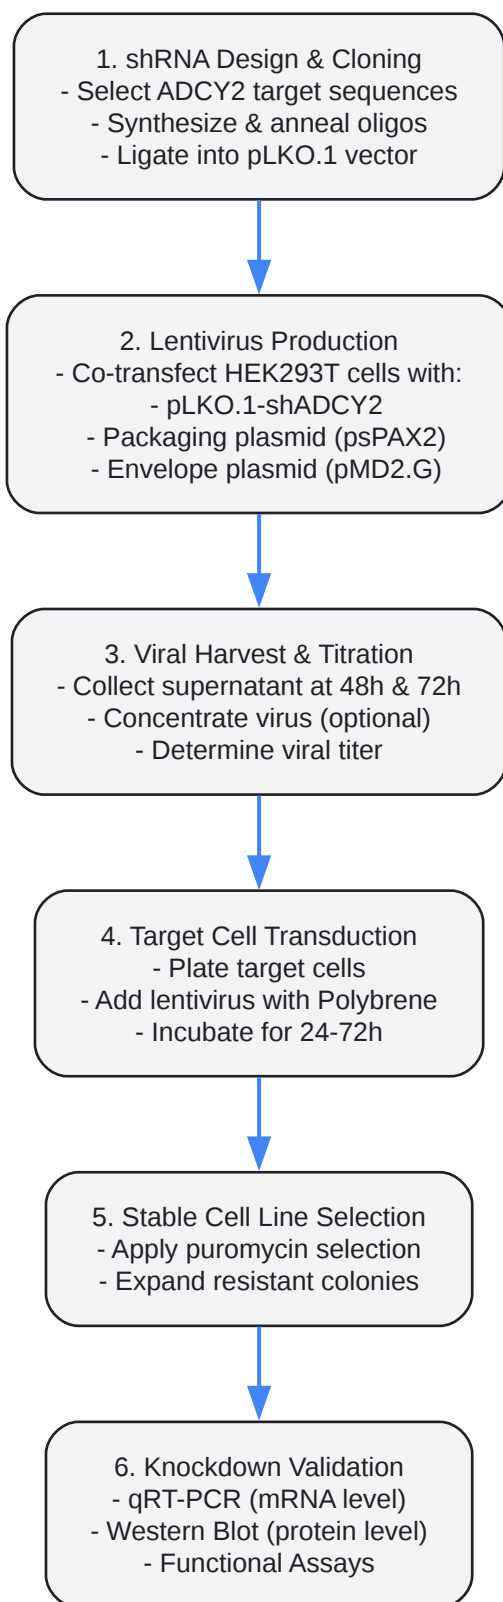 1. shRNA Design & Cloning
- Select ADCY2 target sequences
- Synthesize & anneal oligos
- Ligate into pLKO.1 vector
2. Lentivirus Production
- Co-transfect HEK293T cells with:
- pLKO.1-shADCY2
- Packaging plasmid (psPAX2)
- Envelope plasmid (pMD2.G)
3. Viral Harvest & Titration
- Collect supernatant at 48h & 72h
- Concentrate virus (optional)
- Determine viral titer
4. Target Cell Transduction
- Plate target cells
- Add lentivirus with Polybrene
- Incubate for 24-72h
5. Stable Cell Line Selection
- Apply puromycin selection
- Expand resistant colonies
6. Knockdown Validation
- qRT-PCR (mRNA level)
- Western Blot (protein level)
- Functional Assays